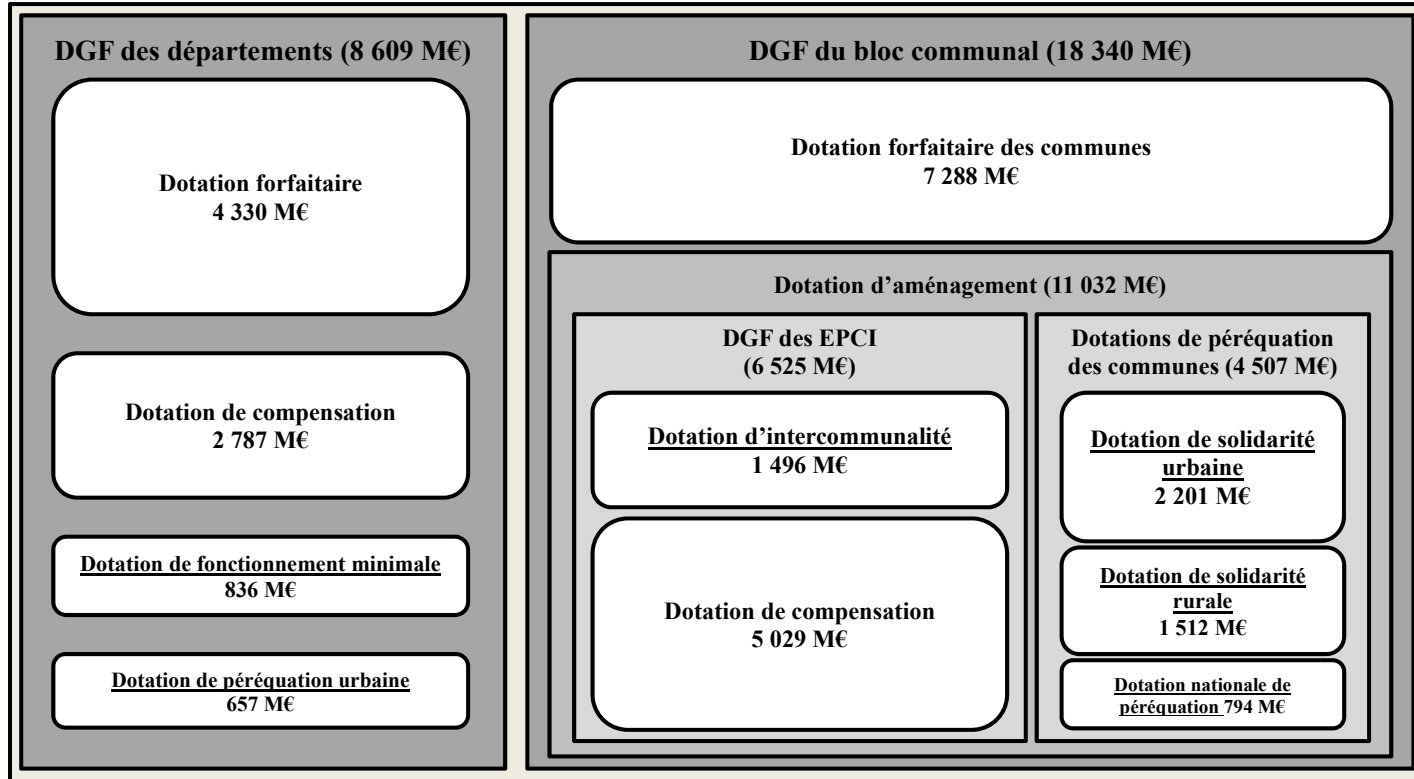 DGF des départements (8 609 M€)
Dotation forfaitaire
4 330 M€
Dotation de compensation
2 787 M€
Dotation de fonctionnement minimale
836 M€
Dotation de péréquation urbaine
657 M€
DGF du bloc communal (18 340 M€)
Dotation forfaitaire des communes
7 288 M€
Dotation d’aménagement (11 032 M€)
DGF des EPCI
(6 525 M€)
Dotation d’intercommunalité
1 496 M€
Dotation de compensation
5 029 M€
Dotations de péréquation
des communes (4 507 M€)
Dotation de solidarité
urbaine
2 201 M€
Dotation de solidarité
rurale
1 512 M€
Dotation nationale de
péréquation 794 M€